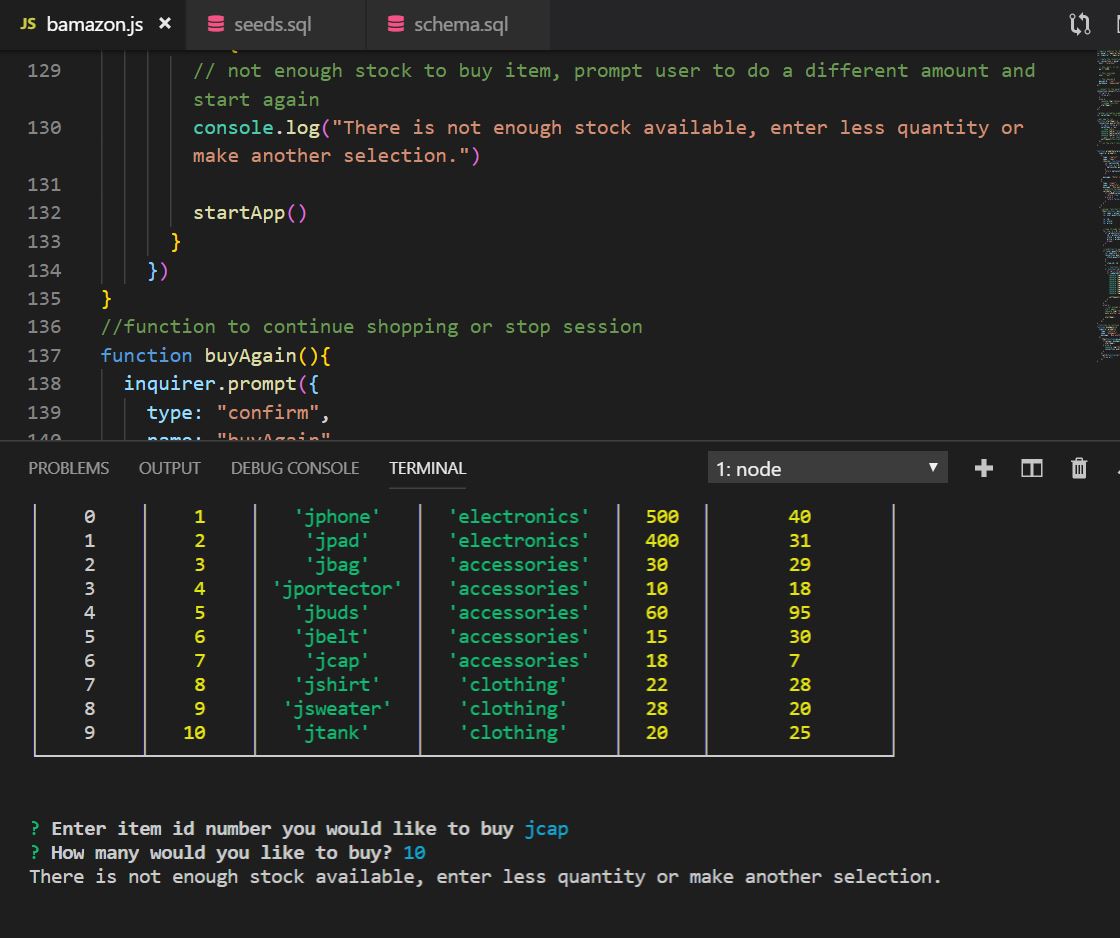 JS bamazon.js × seeds.sql schema.sql
129 // not enough stock to buy item, prompt user to do a different amount and
start again
130 console.log("There is not enough stock available, enter less quantity or
make another selection.")
131
132 startApp()
133 }
134 })
135 }
136 //function to continue shopping or stop session
137 function buyAgain(){
138 inquirer.prompt({
139 type: "confirm",
140 name: "buyAgain"
PROBLEMS OUTPUT DEBUG CONSOLE TERMINAL 1: node
0 1 'jphone' 'electronics' 500 40
1 2 'jpad' 'electronics' 400 31
2 3 'jbag' 'accessories' 30 29
3 4 'jportector' 'accessories' 10 18
4 5 'jbuds' 'accessories' 60 95
5 6 'jbelt' 'accessories' 15 30
6 7 'jcap' 'accessories' 18 7
7 8 'jshirt' 'clothing' 22 28
8 9 'jsweater' 'clothing' 28 20
9 10 'jtank' 'clothing' 20 25
? Enter item id number you would like to buy jcap
? How many would you like to buy? 10
There is not enough stock available, enter less quantity or make another selection.